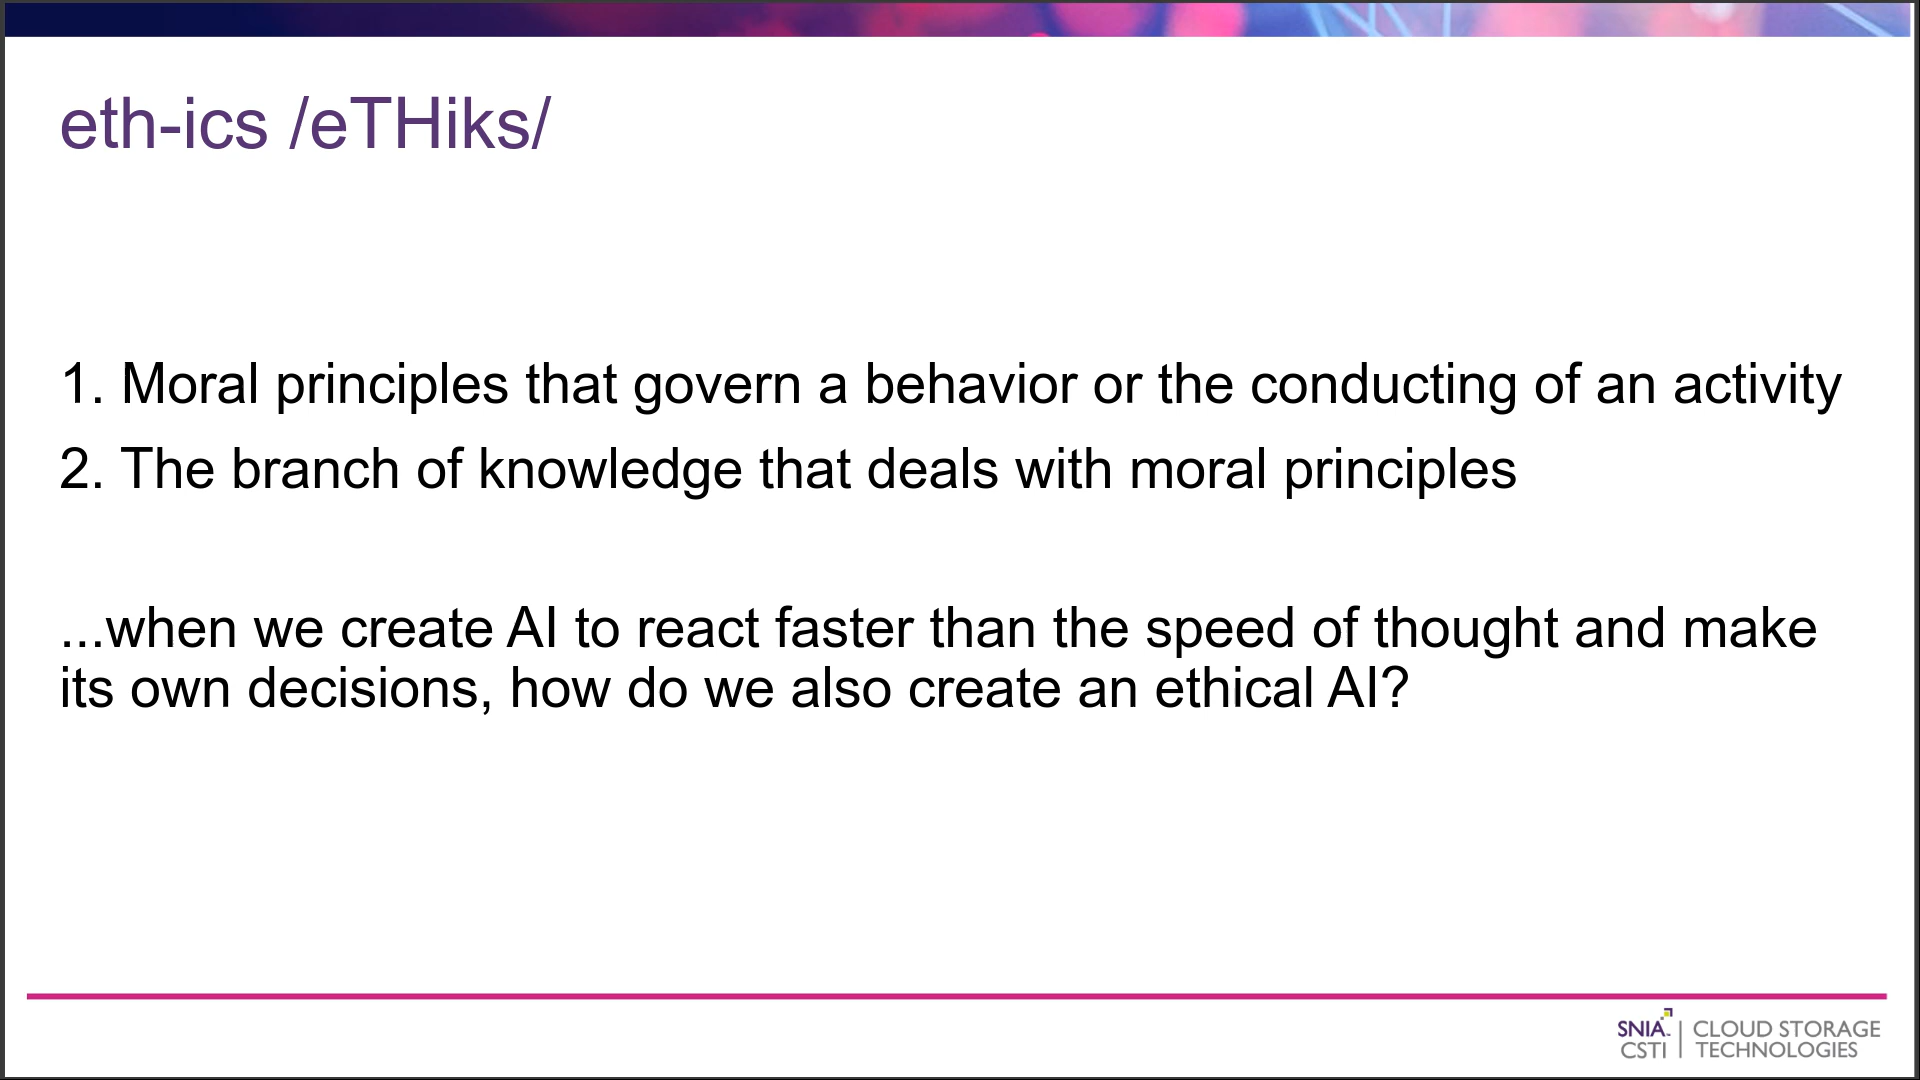 eth-ics /eTHiks/
1. Moral principles that govern a behavior or the conducting of an activity
2. The branch of knowledge that deals with moral principles
...when we create AI to react faster than the speed of thought and make
its own decisions, how do we also create an ethical AI?
SNIA. | CLOUD STORAGE
CSTI | TECHNOLOGIES